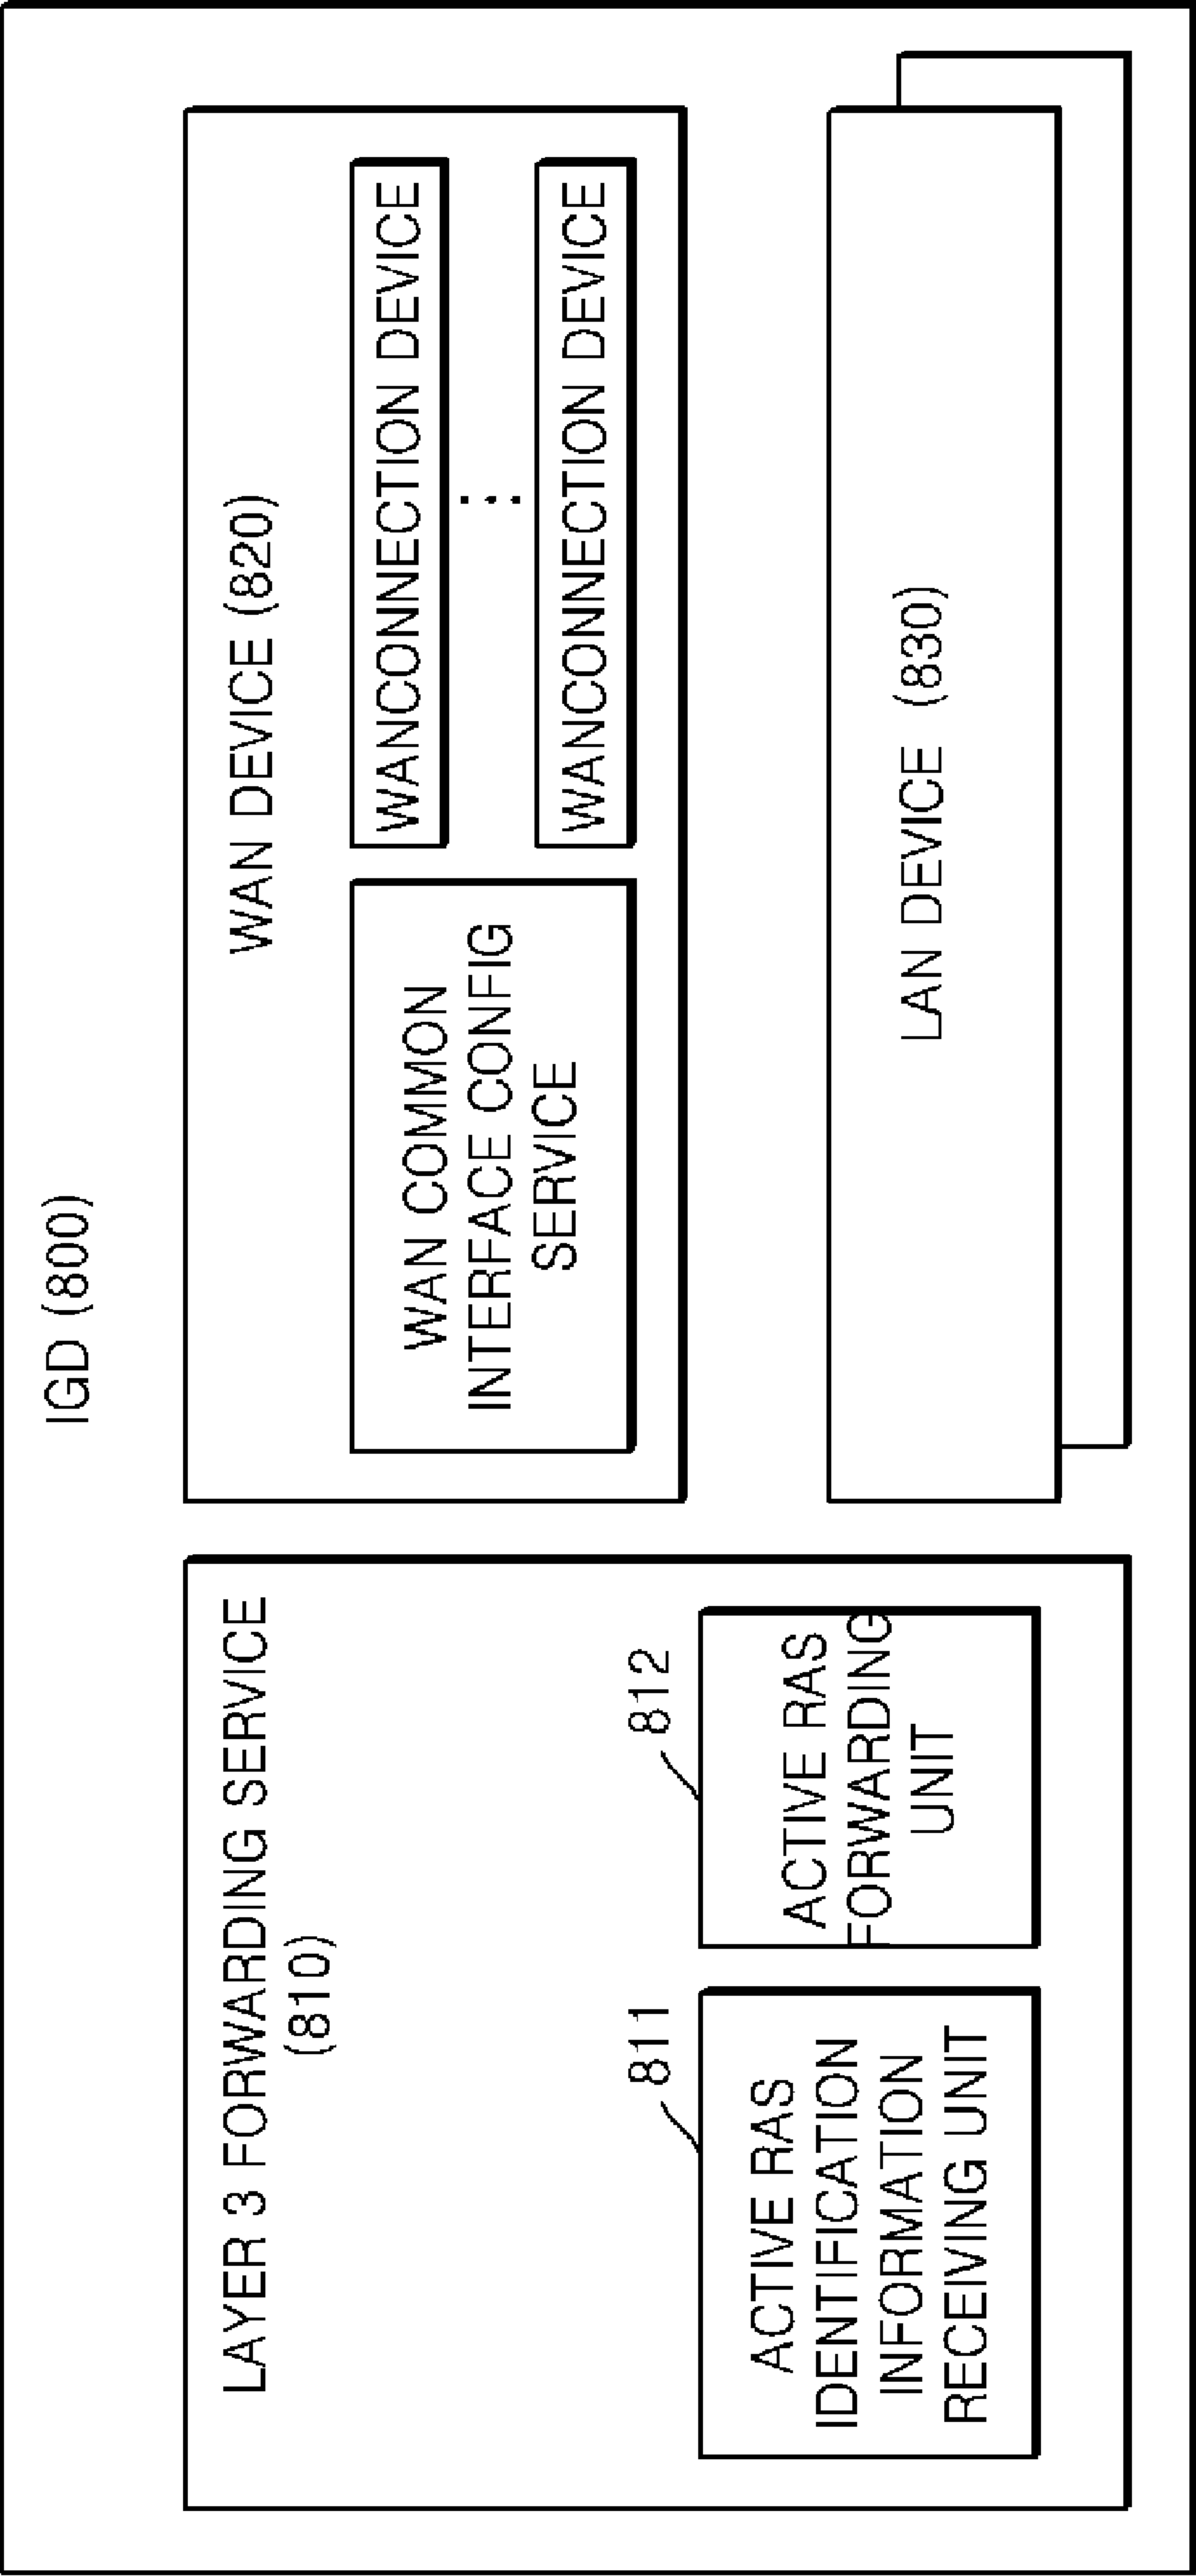 IGD (800)
LAYER 3 FORWARDING SERVICE
(810)
811
ACTIVE RAS
IDENTIFICATION
INFORMATION
RECEIVING UNIT
812
ACTIVE RAS
FORWARDING
UNIT
WAN DEVICE (820)
WAN COMMON
INTERFACE CONFIG
SERVICE
WANCONNECTION DEVICE
...
WANCONNECTION DEVICE
LAN DEVICE (830)